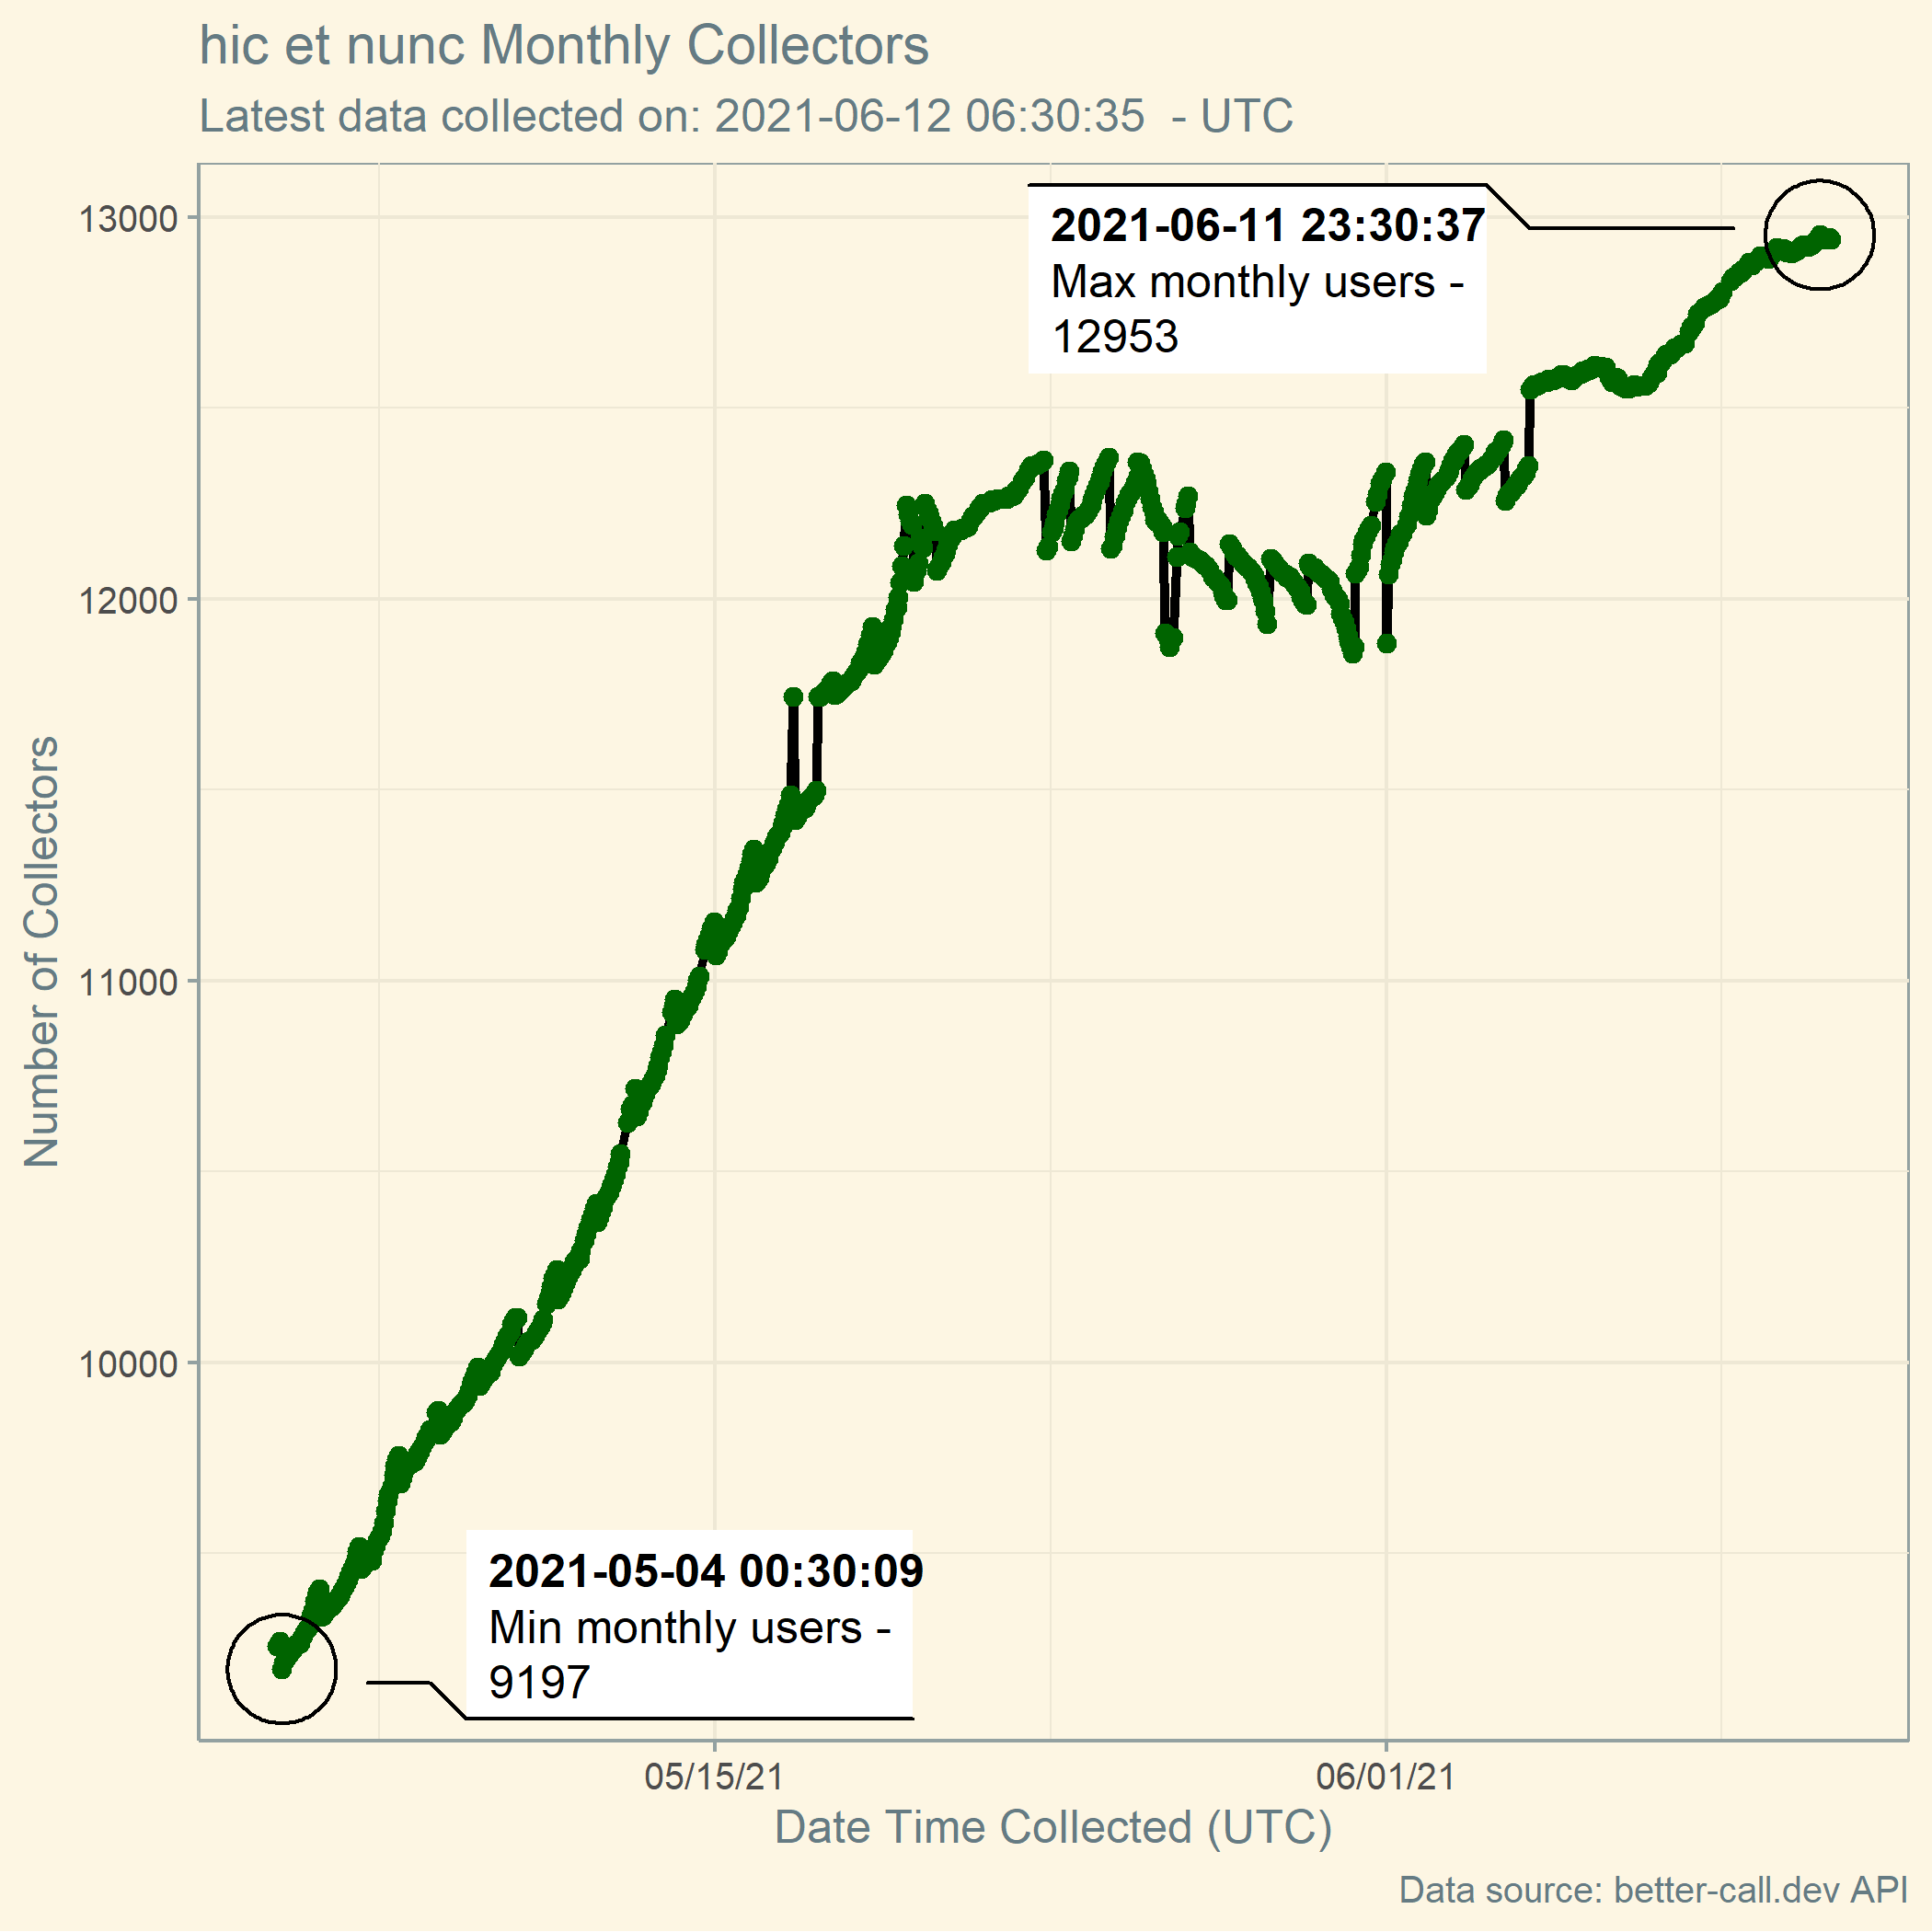 hic et nunc Monthly Collectors
Latest data collected on: 2021-06-12 06:30:35  - UTC
13000
12000
11000
10000
Number of Collectors
2021-06-11 23:30:37
Max monthly users -
12953
2021-05-04 00:30:09
Min monthly users -
9197
05/15/21
06/01/21
Date Time Collected (UTC)
Data source: better-call.dev API